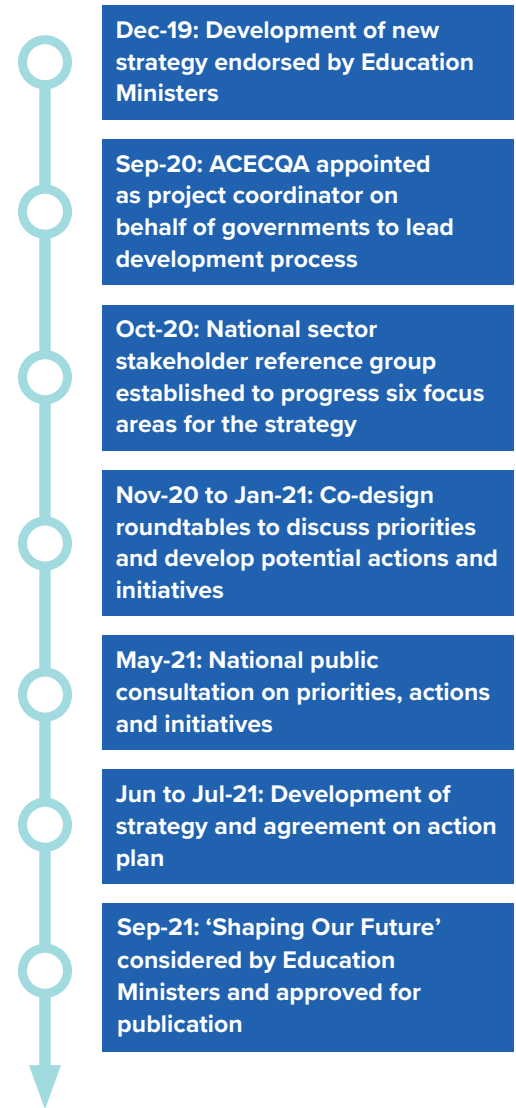 Dec-19: Development of new
strategy endorsed by Education
Ministers
Sep-20: ACECQA appointed
as project coordinator on
behalf of governments to lead
development process
Oct-20: National sector
stakeholder reference group
established to progress six focus
areas for the strategy
Nov-20 to Jan-21: Co-design
roundtables to discuss priorities
and develop potential actions and
initiatives
May-21: National public
consultation on priorities, actions
and initiatives
Jun to Jul-21: Development of
strategy and agreement on action
plan
Sep-21: ‘Shaping Our Future’
considered by Education
Ministers and approved for
publication